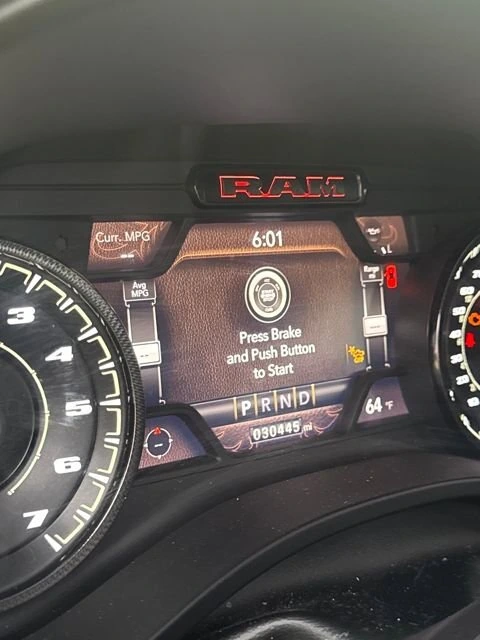 RAM
Curr. MPG
6:01
Avg
MPG
Range
Press Brake
and Push Button
to Start
3
4
5
6
7
P R N D
030445 mi
64 °F